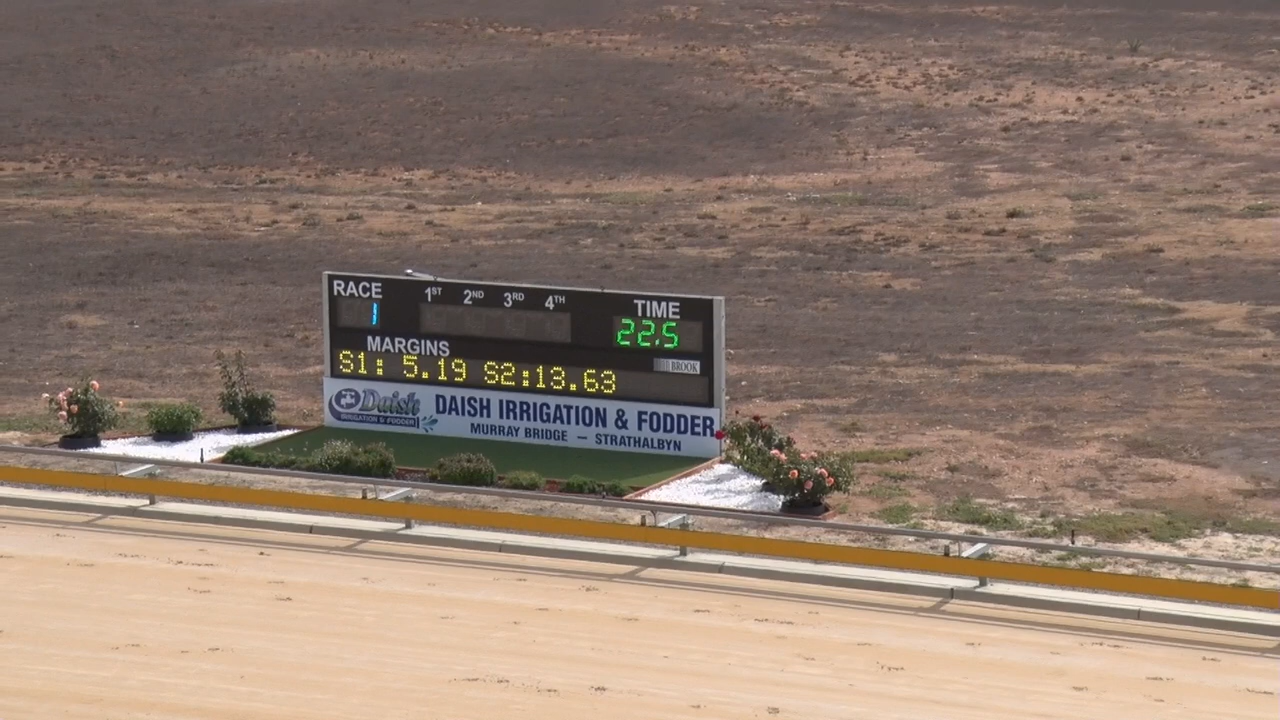 RACE 1ST 2ND 3RD 4TH TIME
1 22.5
MARGINS
BROOK
S1: 5.19 S2:13.63
Daish
IRRIGATION & FODDER
DAISH IRRIGATION & FODDER
MURRAY BRIDGE — STRATHALBYN